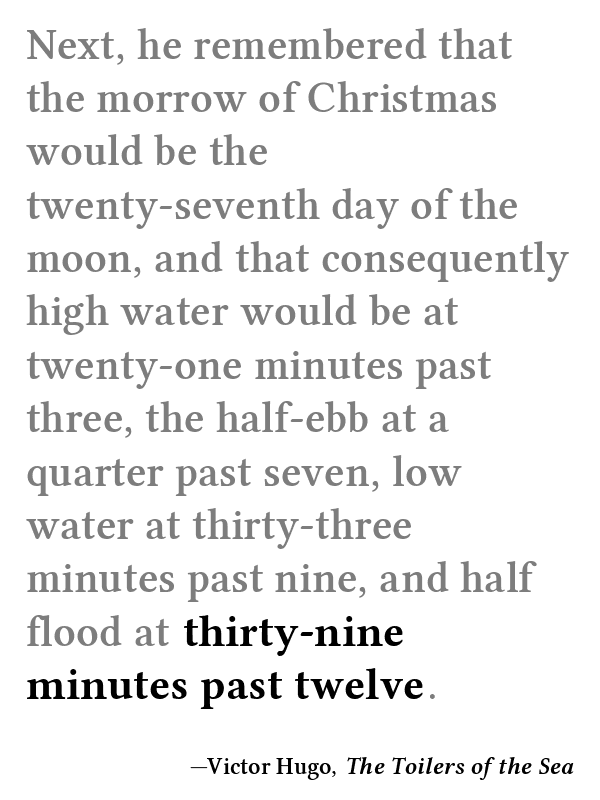 Next, he remembered that
the morrow of Christmas
would be the
twenty-seventh day of the
moon, and that consequently
high water would be at
twenty-one minutes past
three, the half-ebb at a
quarter past seven, low
water at thirty-three
minutes past nine, and half
flood at thirty-nine
minutes past twelve.
—Victor Hugo, The Toilers of the Sea